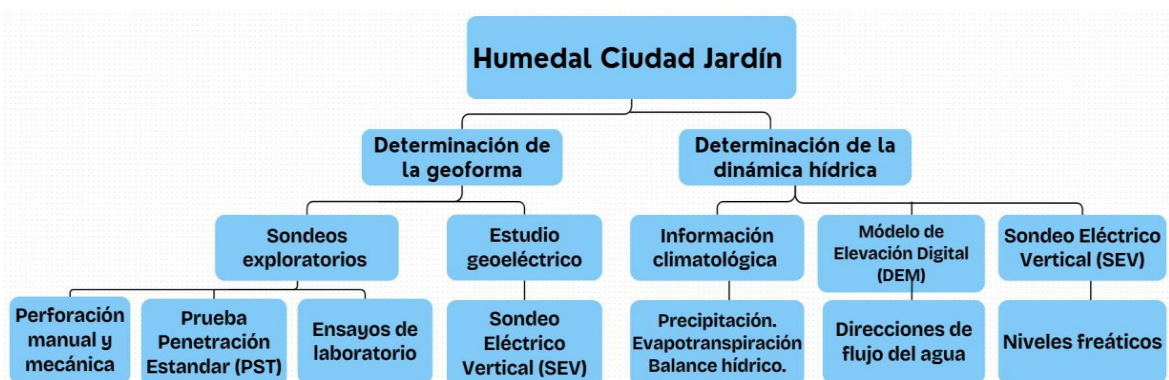 Humedal Ciudad Jardín
Determinación de
la geoforma
Determinación de la
dinámica hídrica
Sondeos
exploratorios
Estudio
geoeléctrico
Información
climatológica
Módelo de
Elevación Digital
(DEM)
Sondeo Eléctrico
Vertical (SEV)
Perforación
manual y
mecánica
Prueba
Penetración
Estandar (PST)
Ensayos de
laboratorio
Sondeo
Eléctrico
Vertical (SEV)
Precipitación.
Evapotranspiración
Balance hídrico.
Direcciones de
flujo del agua
Niveles freáticos